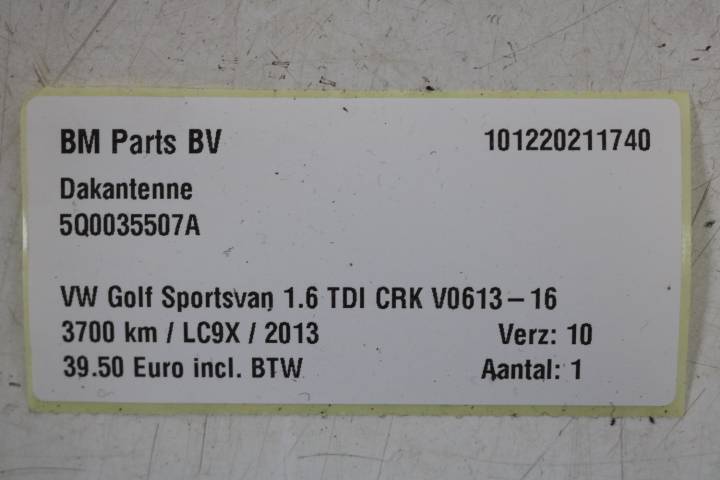 BM Parts BV 101220211740
Dakantenne
5Q0035507A
VW Golf Sportsvan 1.6 TDI CRK V0613-16
3700 km / LC9X / 2013 Verz: 10
39.50 Euro incl. BTW Aantal: 1